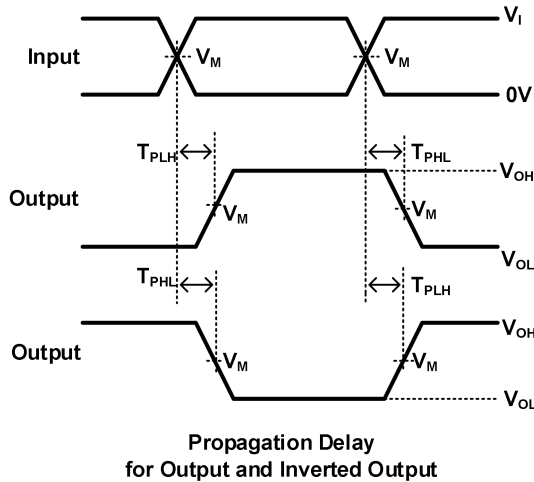 V_I
Input V_M V_M
0V
T_PLH T_PHL
V_OH
Output
V_M V_M
V_OL
T_PHL T_PLH
V_OH
Output V_M V_M
V_OL
Propagation Delay
for Output and Inverted Output